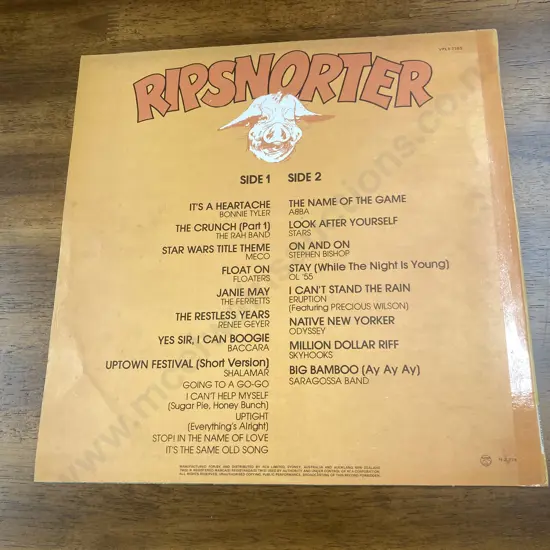 RIPSNORTER
SIDE 1
IT'S A HEARTACHE
BONNIE TYLER
THE CRUNCH (Part 1)
THE RAH BAND
STAR WARS TITLE THEME
MECO
FLOAT ON
FLOATERS
JANIE MAY
THE FERRETTS
THE RESTLESS YEARS
RENEE GEYER
YES SIR, I CAN BOOGIE
BACCARA
UPTOWN FESTIVAL (Short Version)
SHALAMAR
GOING TO A GO-GO
I CAN'T HELP MYSELF
(Sugar Pie, Honey Bunch)
UPTIGHT
(Everything's Alright)
STOP! IN THE NAME OF LOVE
IT'S THE SAME OLD SONG
SIDE 2
THE NAME OF THE GAME
ABBA
LOOK AFTER YOURSELF
STARS
ON AND ON
STEPHEN BISHOP
STAY (While The Night Is Young)
OL '55
I CAN'T STAND THE RAIN
ERUPTION
(Featuring PRECIOUS WILSON)
NATIVE NEW YORKER
ODYSSEY
MILLION DOLLAR RIFF
SKYHOOKS
BIG BAMBOO (Ay Ay Ay)
SARAGOSSA BAND